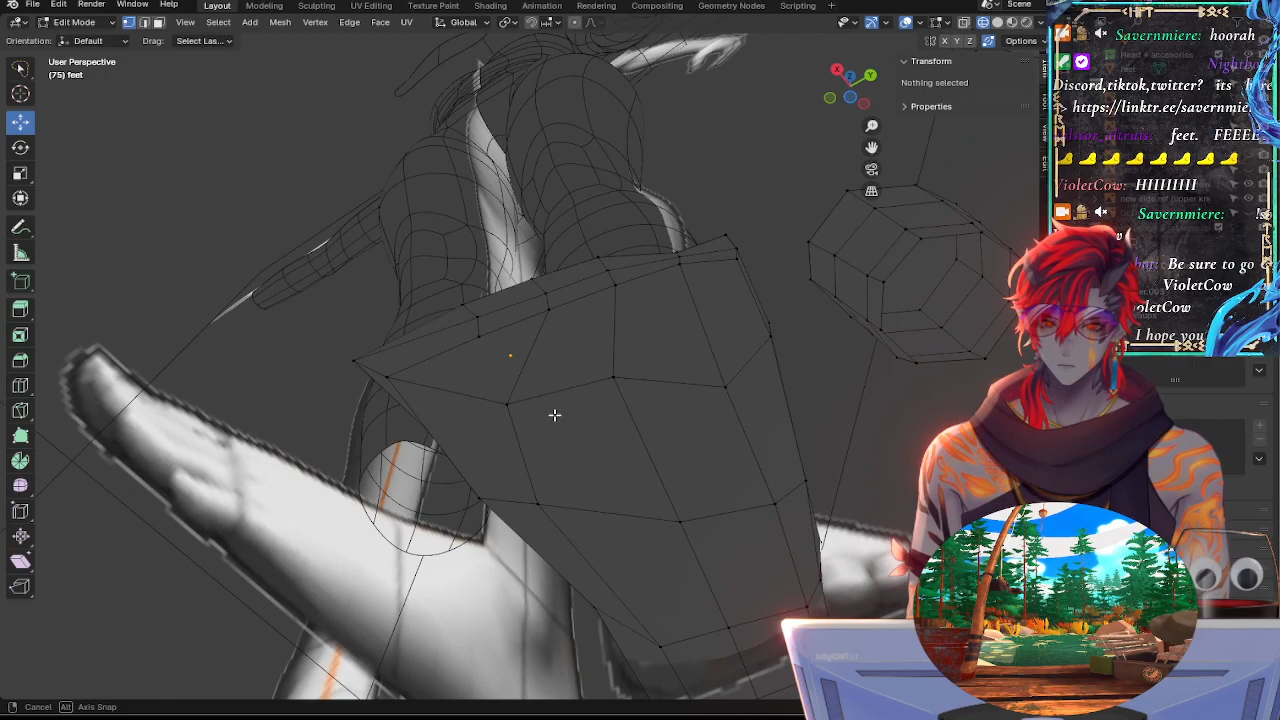 File Edit Render Window Help
Layout Modeling Sculpting UV Editing Texture Paint Shading Animation Rendering Compositing Geometry Nodes Scripting + Scene
Edit Mode View Select Add Mesh Vertex Edge Face UV Global
Orientation: Default Drag: Select Las... X Y Z Options
User Perspective
(75) feet
Transform
Nothing selected
Properties
X Y Z
Savernmiere: hoorah
Discord,tiktok,twitter? its here
> https://linktr.ee/savernmie
feet. FEEEE
VioletCow: HIIIIIIII
Savernmiere:
Be sure to go
VioletCow
I hope you
Cancel Alt Axis Snap